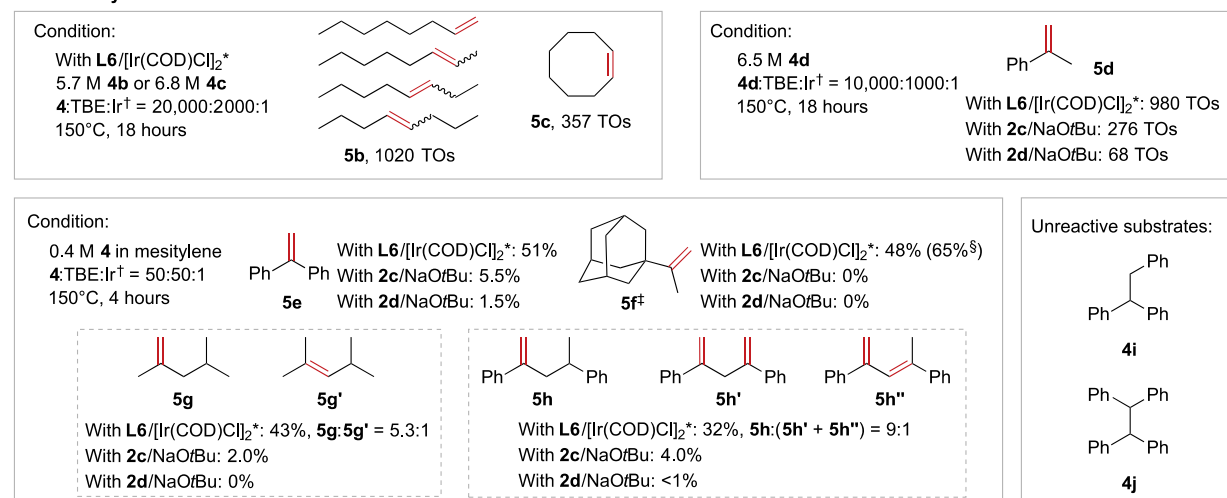 Condition:
With L6/[Ir(COD)Cl]2*
5.7 M 4b or 6.8 M 4c
4:TBE:Ir† = 20,000:2000:1
150°C, 18 hours
5b, 1020 TOs
5c, 357 TOs
Condition:
6.5 M 4d
4d:TBE:Ir† = 10,000:1000:1
150°C, 18 hours
Ph
5d
With L6/[Ir(COD)Cl]2*: 980 TOs
With 2c/NaOtBu: 276 TOs
With 2d/NaOtBu: 68 TOs
Condition:
0.4 M 4 in mesitylene
4:TBE:Ir† = 50:50:1
150°C, 4 hours
Ph Ph
5e
With L6/[Ir(COD)Cl]2*: 51%
With 2c/NaOtBu: 5.5%
With 2d/NaOtBu: 1.5%
5f‡
With L6/[Ir(COD)Cl]2*: 48% (65%§)
With 2c/NaOtBu: 0%
With 2d/NaOtBu: 0%
5g 5g'
With L6/[Ir(COD)Cl]2*: 43%, 5g:5g' = 5.3:1
With 2c/NaOtBu: 2.0%
With 2d/NaOtBu: 0%
Ph Ph Ph Ph Ph Ph
5h 5h' 5h"
With L6/[Ir(COD)Cl]2*: 32%, 5h:(5h' + 5h") = 9:1
With 2c/NaOtBu: 4.0%
With 2d/NaOtBu: <1%
Unreactive substrates:
Ph
Ph Ph
4i
Ph Ph
Ph Ph
4j